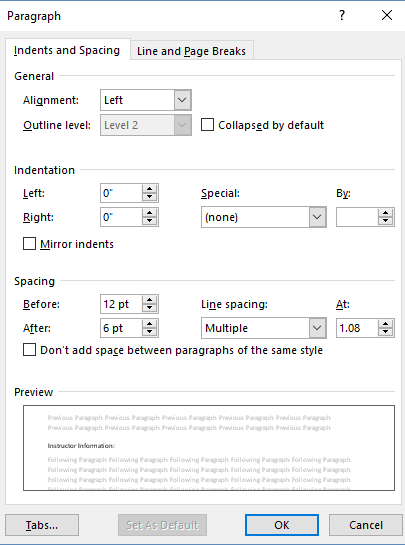 Paragraph ? ×
Indents and Spacing Line and Page Breaks
General
Alignment: Left
Outline level: Level 2 Collapsed by default
Indentation
Left: 0" Special: By:
Right: 0" (none)
Mirror indents
Spacing
Before: 12 pt Line spacing: At:
After: 6 pt Multiple 1.08
Don't add space between paragraphs of the same style
Preview
Previous Paragraph Previous Paragraph Previous Paragraph Previous Paragraph Previous Paragraph
Previous Paragraph Previous Paragraph Previous Paragraph Previous Paragraph Previous Paragraph
Instructor Information:
Following Paragraph Following Paragraph Following Paragraph Following Paragraph Following Paragraph
Following Paragraph Following Paragraph Following Paragraph Following Paragraph Following Paragraph
Following Paragraph Following Paragraph Following Paragraph Following Paragraph Following Paragraph
Following Paragraph Following Paragraph Following Paragraph Following Paragraph Following Paragraph
Tabs... Set As Default OK Cancel